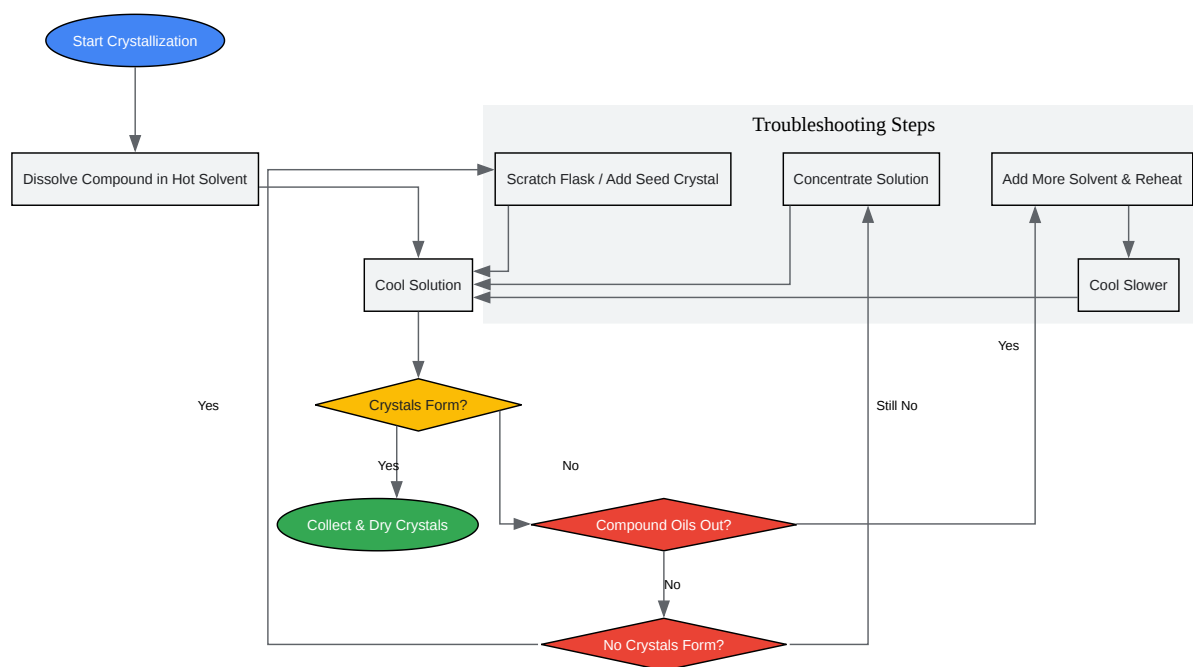 Start Crystallization
Troubleshooting Steps
Dissolve Compound in Hot Solvent
Scratch Flask / Add Seed Crystal
Concentrate Solution
Add More Solvent & Reheat
Cool Solution
Cool Slower
Yes
Yes
Crystals Form?
Still No
Yes
No
Collect & Dry Crystals
Compound Oils Out?
No
No Crystals Form?